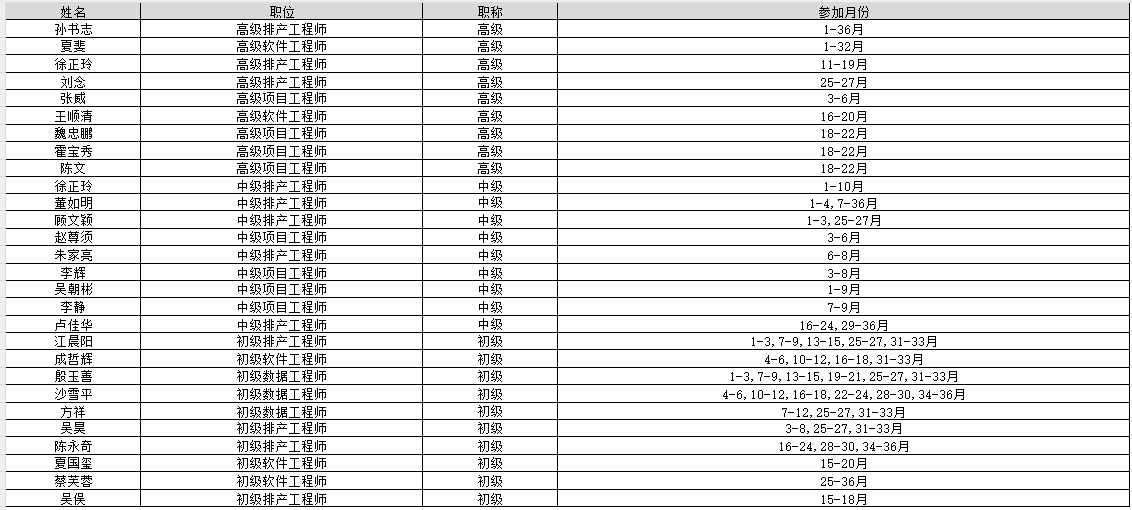 姓名 职位 职称 参加月份
孙书志 高级排产工程师 高级 1-36月
夏斐 高级软件工程师 高级 1-32月
徐正玲 高级排产工程师 高级 11-19月
刘念 高级排产工程师 高级 25-27月
张威 高级项目工程师 高级 3-6月
王顺清 高级软件工程师 高级 16-20月
魏忠鹏 高级项目工程师 高级 18-22月
霍宝秀 高级项目工程师 高级 18-22月
陈文 高级项目工程师 高级 18-22月
徐正玲 中级排产工程师 中级 1-10月
董如明 中级排产工程师 中级 1-4,7-36月
顾文颖 中级排产工程师 中级 1-3,25-27月
赵尊须 中级项目工程师 中级 3-6月
朱家亮 中级排产工程师 中级 6-8月
李辉 中级项目工程师 中级 3-8月
吴朝彬 中级项目工程师 中级 1-9月
李静 中级项目工程师 中级 7-9月
卢佳华 中级排产工程师 中级 16-24,29-36月
江晨阳 初级排产工程师 初级 1-3,7-9,13-15,25-27,31-33月
成哲辉 初级软件工程师 初级 4-6,10-12,16-18,31-33月
殷玉善 初级数据工程师 初级 1-3,7-9,13-15,19-21,25-27,31-33月
沙雪平 初级数据工程师 初级 4-6,10-12,16-18,22-24,28-30,34-36月
方祥 初级数据工程师 初级 7-12,25-27,31-33月
吴昊 初级排产工程师 初级 3-8,25-27,31-33月
陈永奇 初级排产工程师 初级 16-24,28-30,34-36月
夏国玺 初级软件工程师 初级 15-20月
蔡芙蓉 初级软件工程师 初级 25-36月
吴俣 初级排产工程师 初级 15-18月